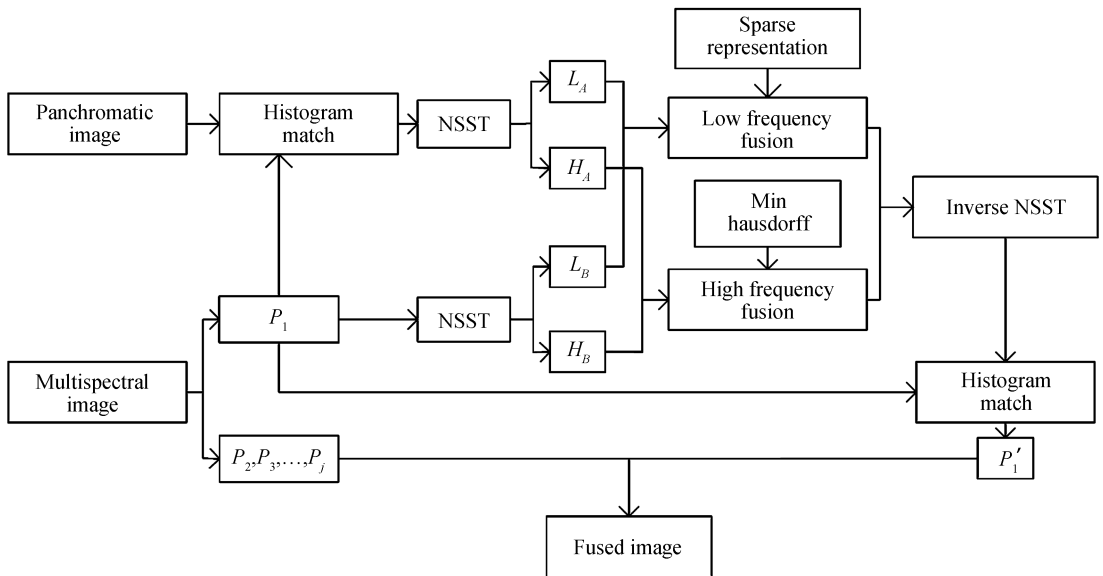 Sparse
representation
L_A
Panchromatic
image
Histogram
match
NSST
Low frequency
fusion
H_A
Min
hausdorff
Inverse NSST
L_B
High frequency
fusion
P_1
NSST
H_B
Multispectral
image
Histogram
match
P_2,P_3,…,P_j
P_1′
Fused image